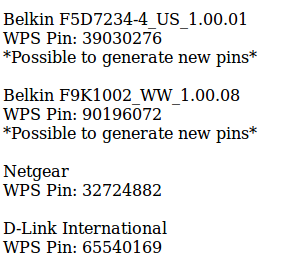 Belkin F5D7234-4_US_1.00.01
WPS Pin: 39030276
*Possible to generate new pins*
Belkin F9K1002_WW_1.00.08
WPS Pin: 90196072
*Possible to generate new pins*
Netgear
WPS Pin: 32724882
D-Link International
WPS Pin: 65540169